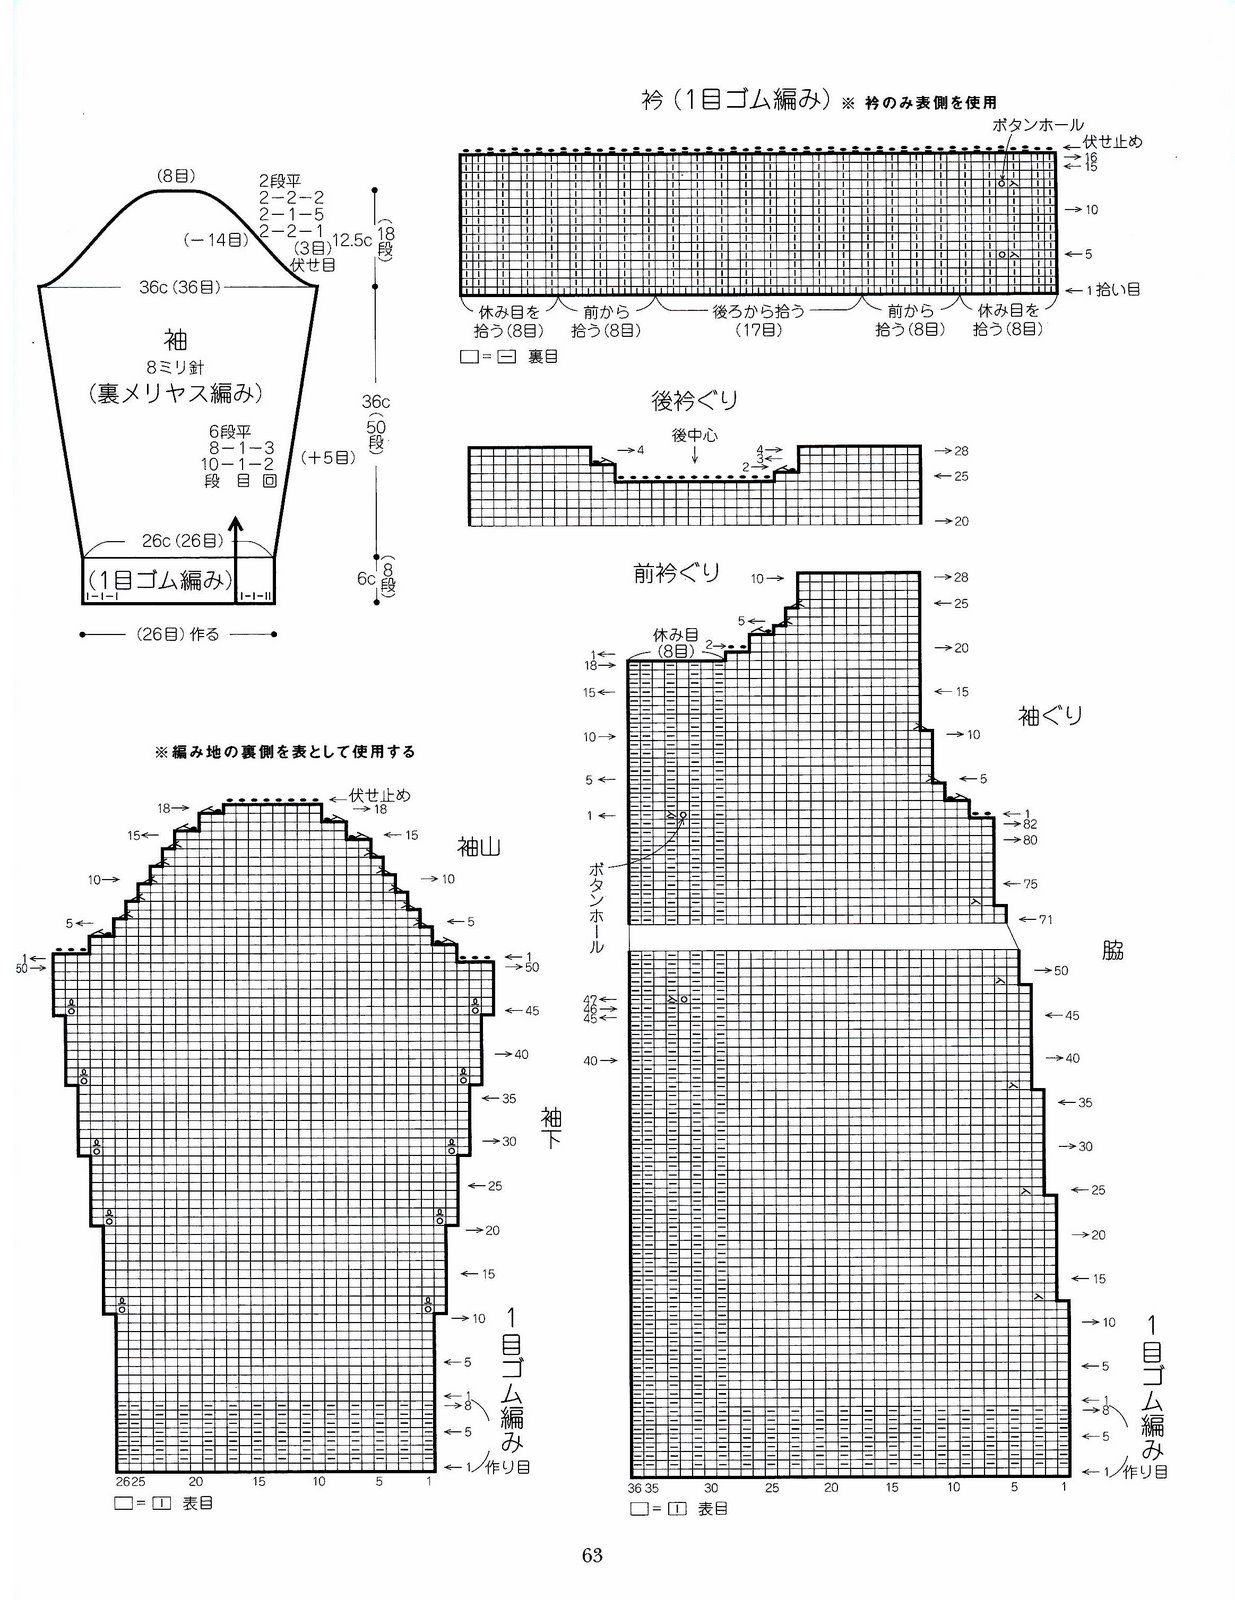 衿（1目ゴム編み）※ 衿のみ表側を使用
ボタンホール
←伏せ止め
→16
←15
→10
←5
←1 拾い目
休み目を拾う（8目）
前から拾う（8目）
後ろから拾う（17目）
前から拾う（8目）
休み目を拾う（8目）
□=⊟ 裏目
（8目）
2段平
2−2−2
2−1−5
2−2−1
（3目）
伏せ目
（−14目）
12.5c
（18段）
36c（36目）
袖
8ミリ針
（裏メリヤス編み）
36c
（50段）
6段平
8−1−3
10−1−2
段 目 回
（＋5目）
26c（26目）
（1目ゴム編み）
I−I−I
I−I−II
6c
（8段）
（26目）作る
後衿ぐり
後中心
→4
4→
3←
2→
→28
←25
→20
前衿ぐり
10→
5←
2→
休み目
（8目）
1←
18→
15←
10→
5←
1←
→28
←25
→20
←15
→10
←5
←1
→82
→80
←75
←71
袖ぐり
ボタンホール
脇
47←
46→
45←
40→
→50
←45
→40
←35
→30
←25
→20
←15
→10
←5
←1
→8
←5
←1 作り目
1目ゴム編み
36 35 30 25 20 15 10 5 1
□=□I 表目
※編み地の裏側を表として使用する
←伏せ止め
18→
→18
15←
←15
袖山
10→
→10
5←
←5
1←
←1
50→
→50
←45
→40
←35
→30
←25
→20
←15
→10
←5
←1
→8
←5
←1 作り目
袖下
1目ゴム編み
26 25 20 15 10 5 1
□=□I 表目
63